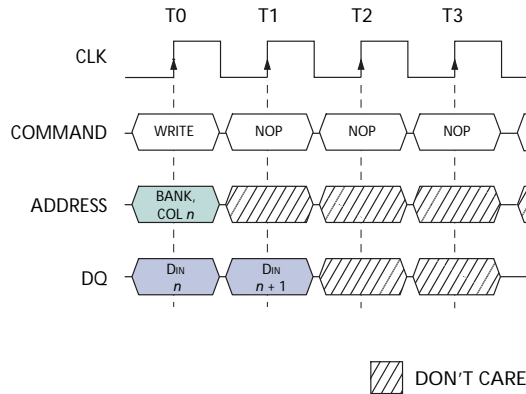 T0 T1 T2 T3
CLK
COMMAND WRITE NOP NOP NOP
ADDRESS BANK,
COL n
DQ DIN DIN
n n + 1
DON'T CARE